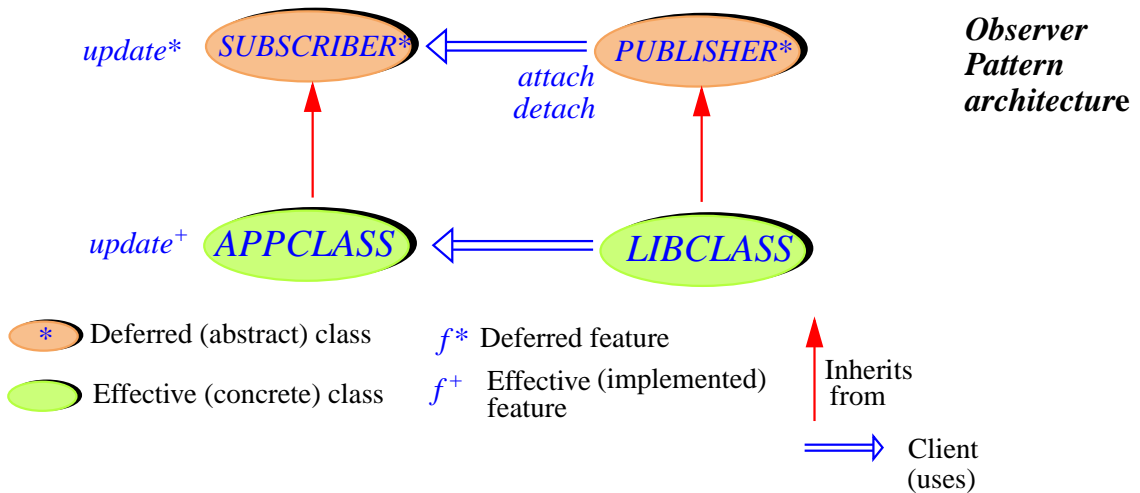 update*
SUBSCRIBER*
PUBLISHER*
attach
detach
Observer
Pattern
architecture
update+
APPCLASS
LIBCLASS
* Deferred (abstract) class
f* Deferred feature
Effective (concrete) class
f+ Effective (implemented)
feature
Inherits
from
Client
(uses)